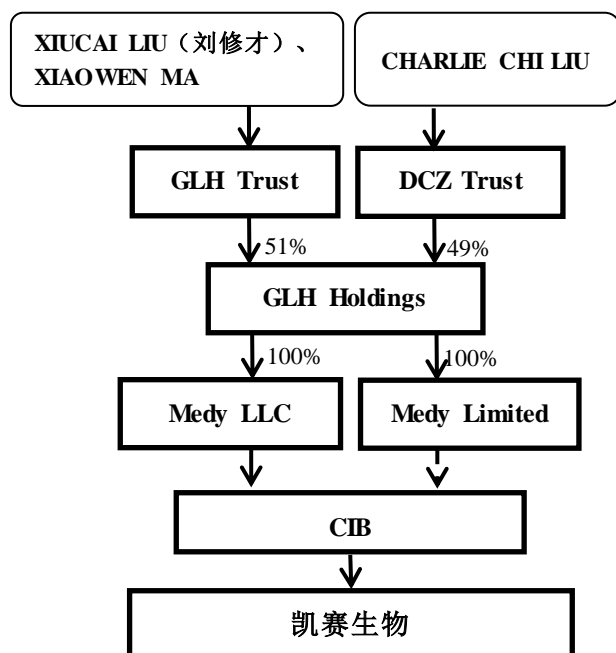 XIUCAI LIU（刘修才）、
XIAOWEN MA
CHARLIE CHI LIU
GLH Trust
DCZ Trust
51%
49%
GLH Holdings
100%
100%
Medy LLC
Medy Limited
CIB
凯赛生物